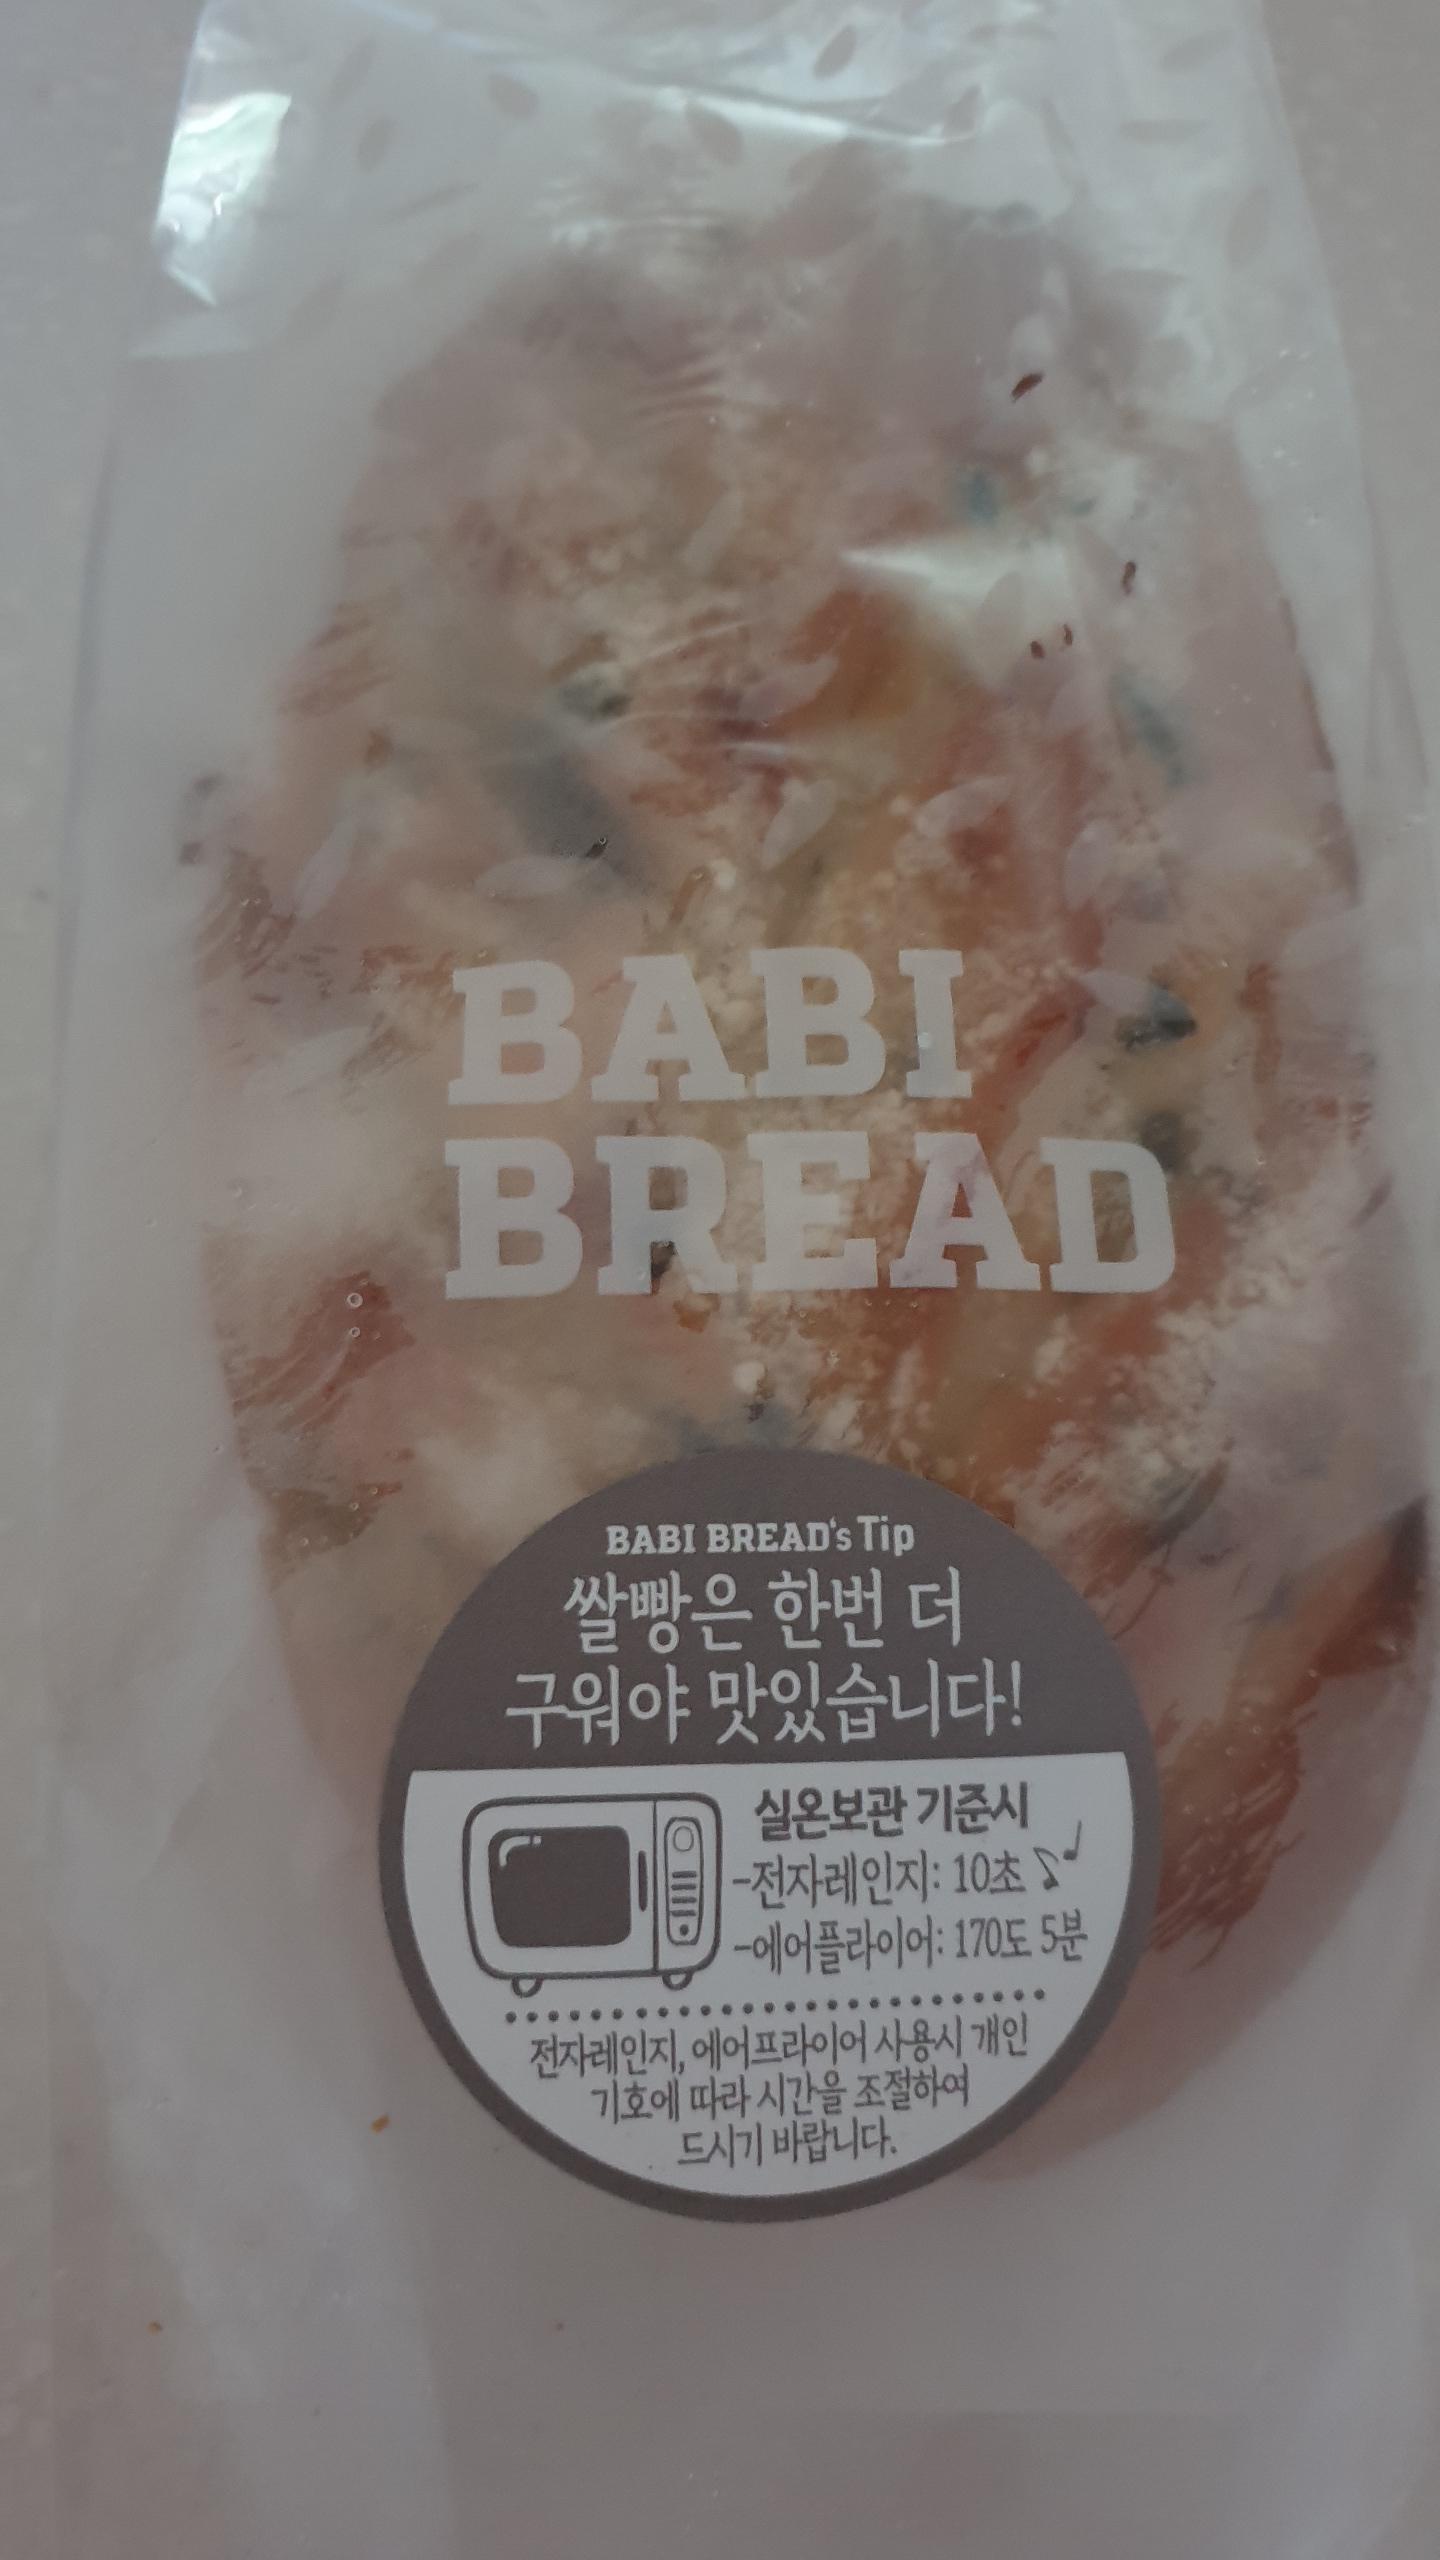 BABI
BREAD
BABI BREAD's Tip
쌀빵은 한번 더
구워야 맛있습니다!
실온보관 기준시
-전자레인지: 10초
-에어플라이어: 170도 5분
전자레인지, 에어프라이어 사용시 개인
기호에 따라 시간을 조절하여
드시기 바랍니다.